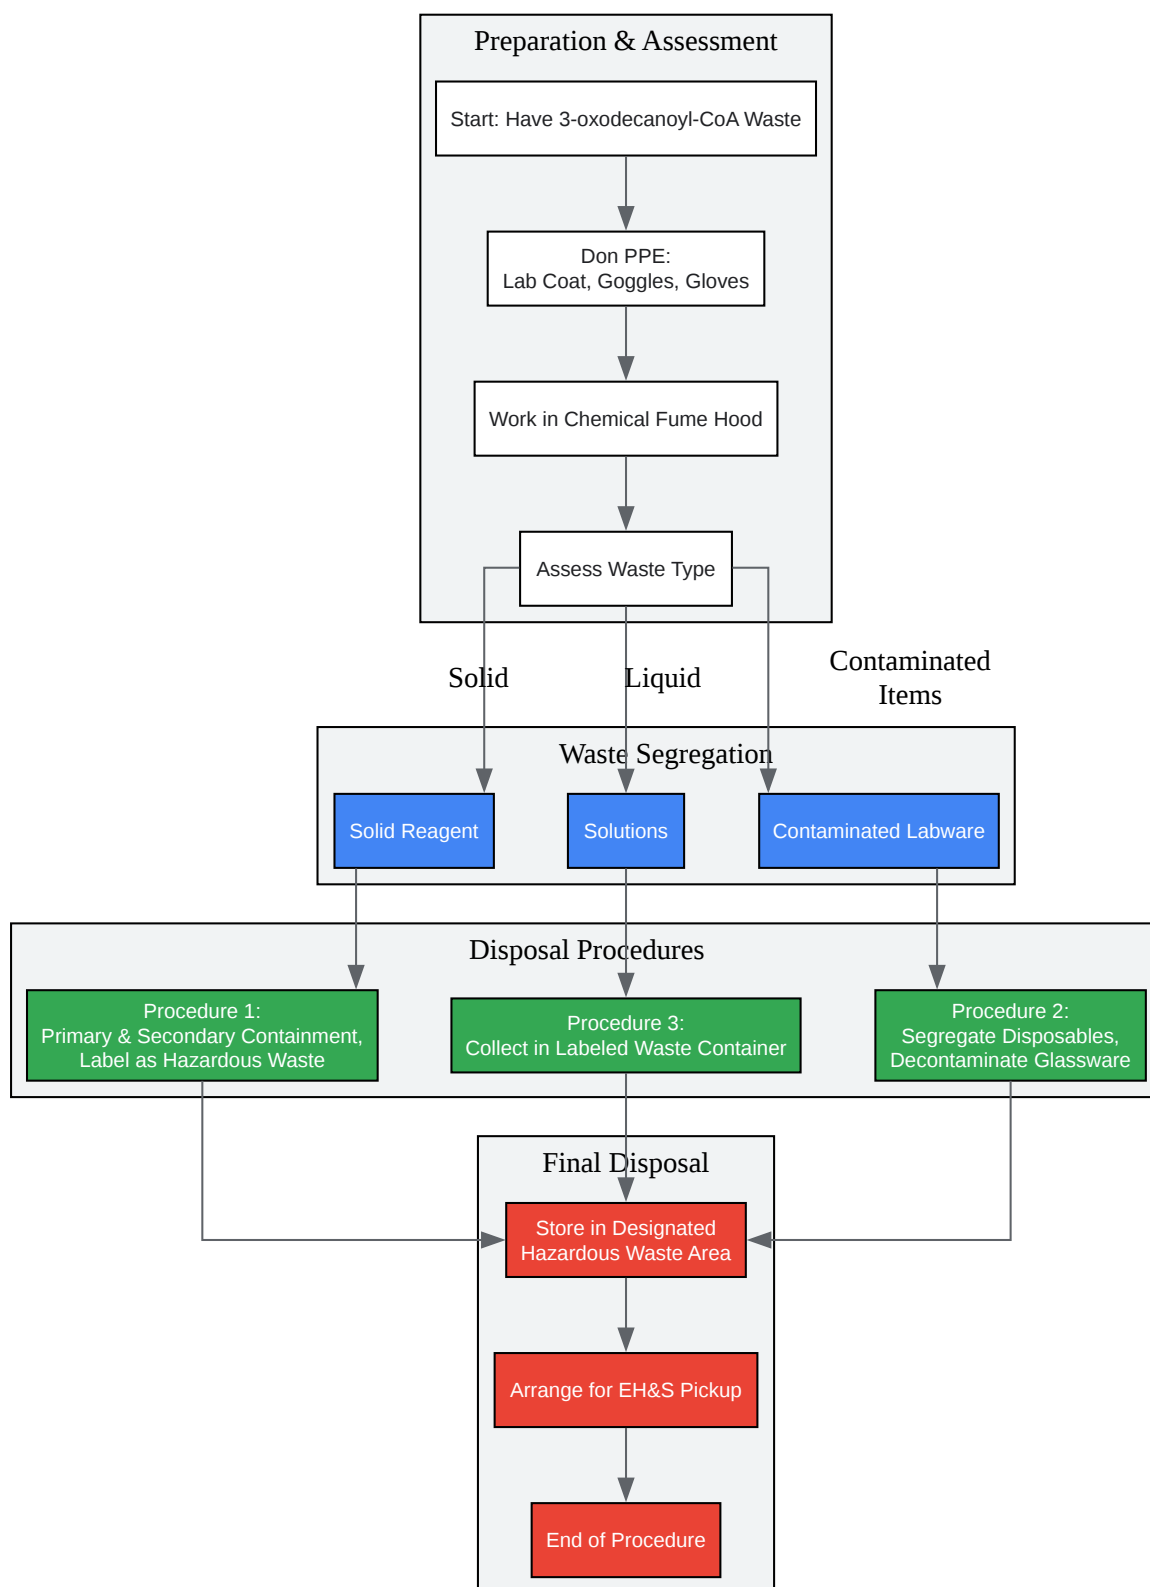 Preparation & Assessment
Start: Have 3-oxodecanoyl-CoA Waste
Don PPE:
Lab Coat, Goggles, Gloves
Work in Chemical Fume Hood
Assess Waste Type
Solid
Liquid
Contaminated
Items
Waste Segregation
Solid Reagent
Solutions
Contaminated Labware
Disposal Procedures
Procedure 1:
Primary & Secondary Containment,
Label as Hazardous Waste
Procedure 3:
Collect in Labeled Waste Container
Procedure 2:
Segregate Disposables,
Decontaminate Glassware
Final Disposal
Store in Designated
Hazardous Waste Area
Arrange for EH&S Pickup
End of Procedure